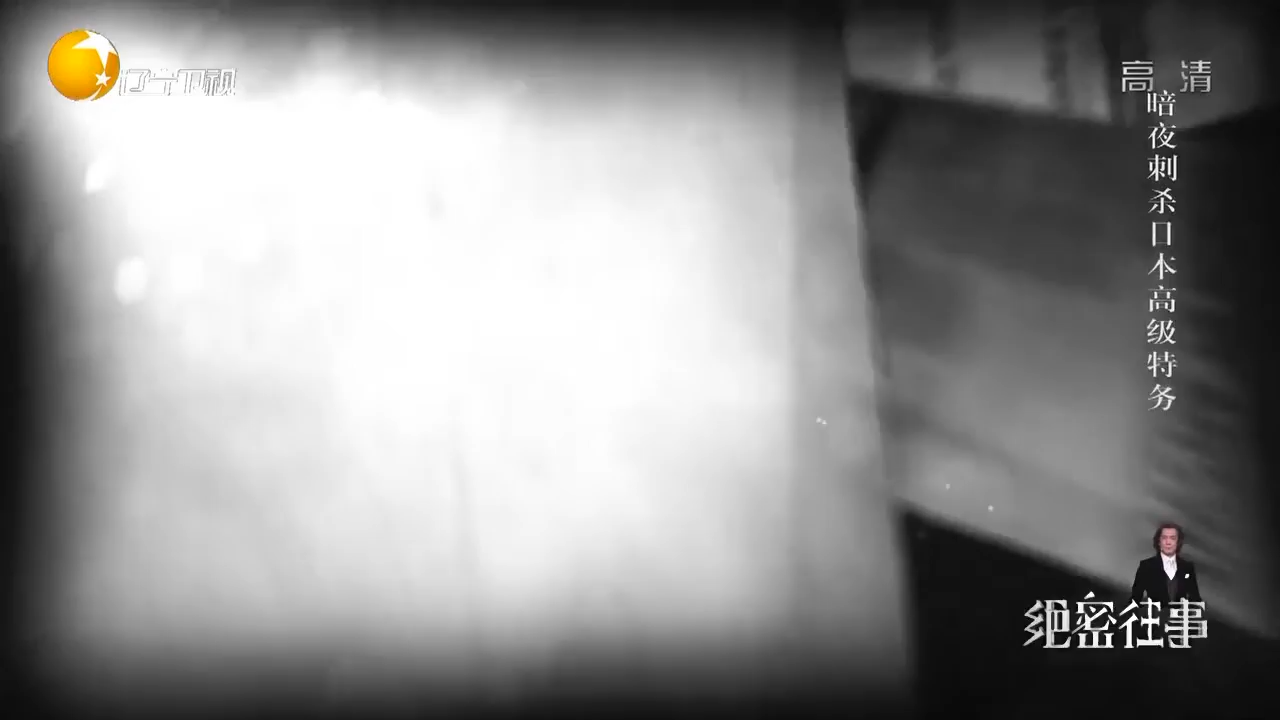 辽宁卫视
高清
暗夜刺杀日本高级特务
绝密往事